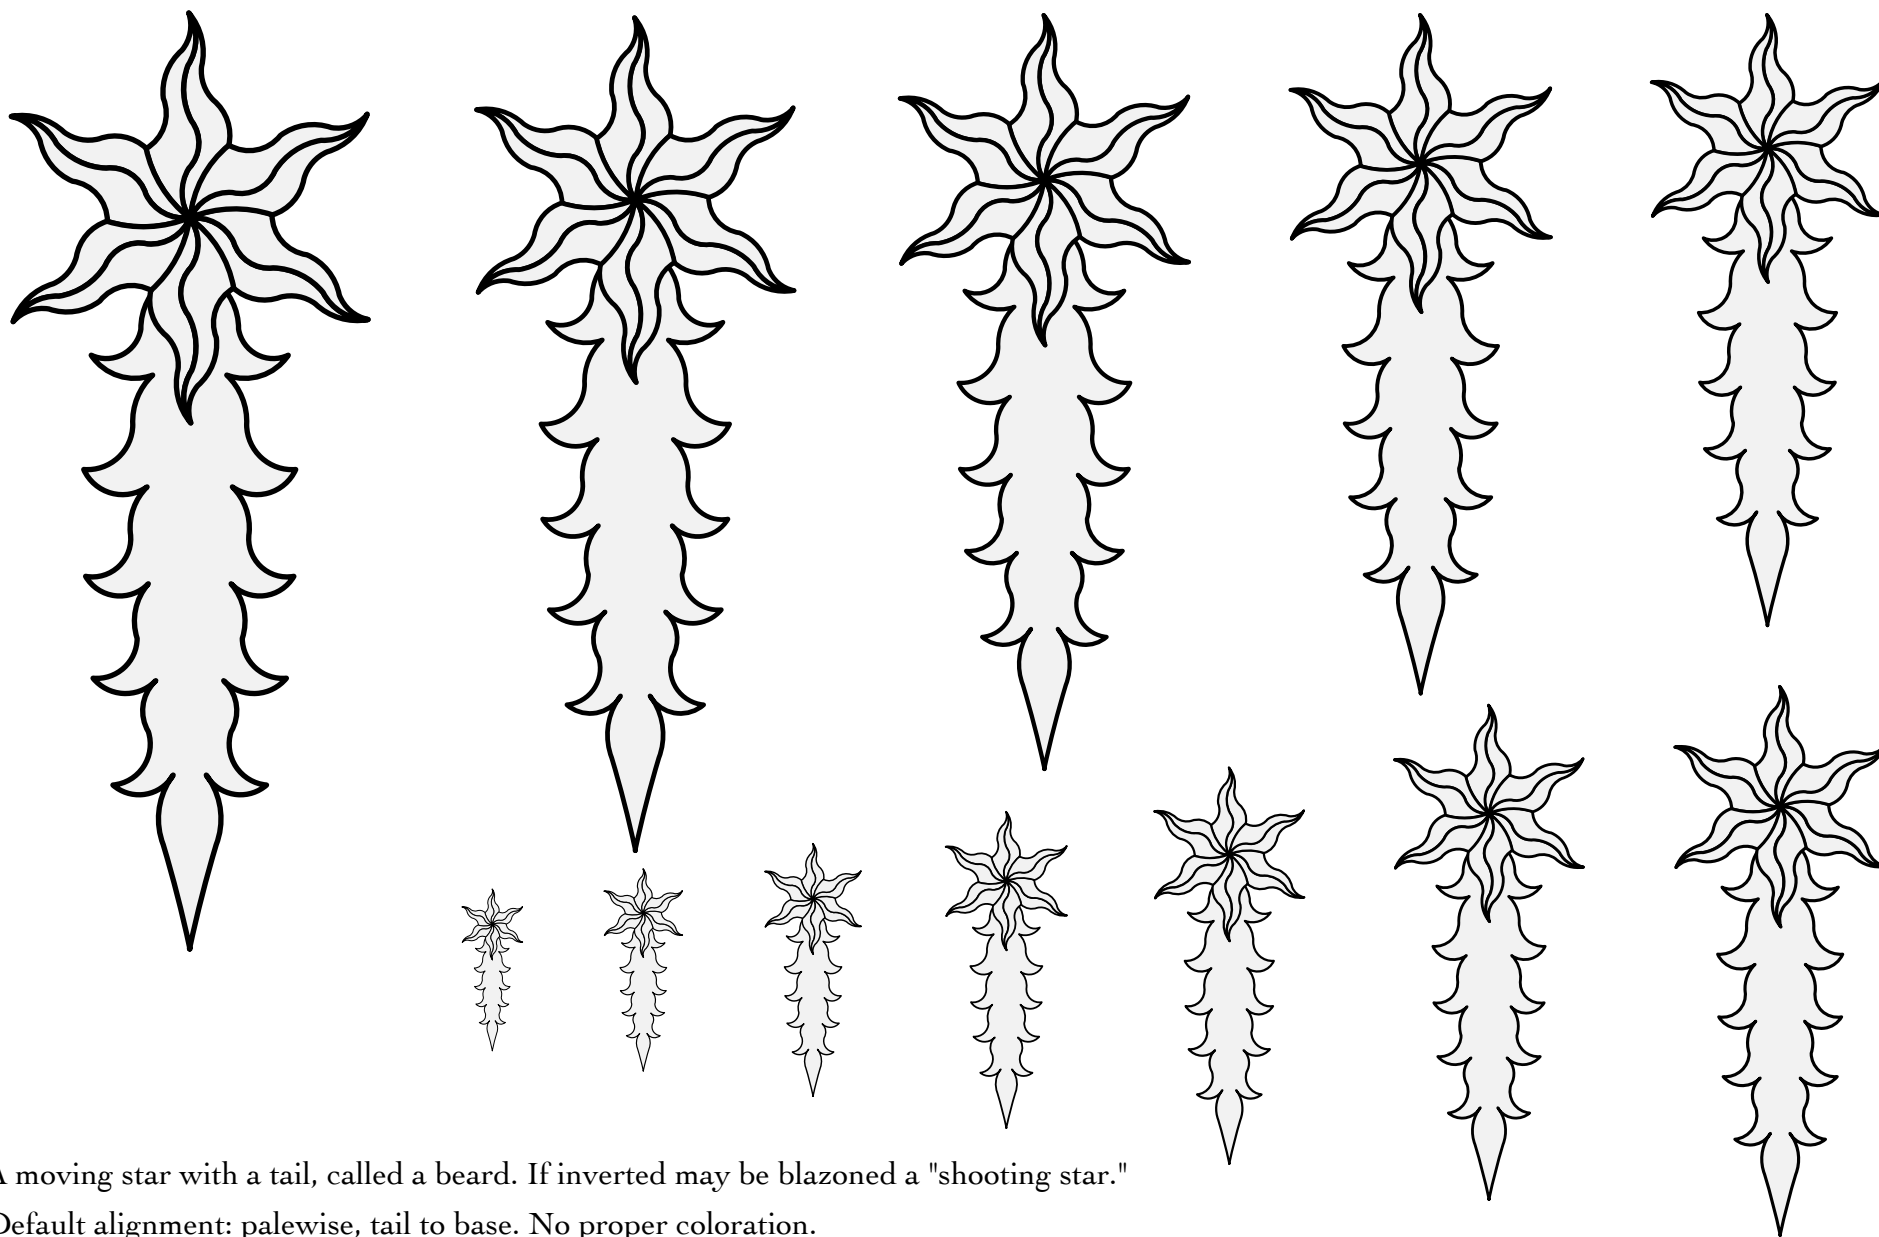 A moving star with a tail, called a beard. If inverted may be blazoned a "shooting star."
Default alignment: palewise, tail to base. No proper coloration.